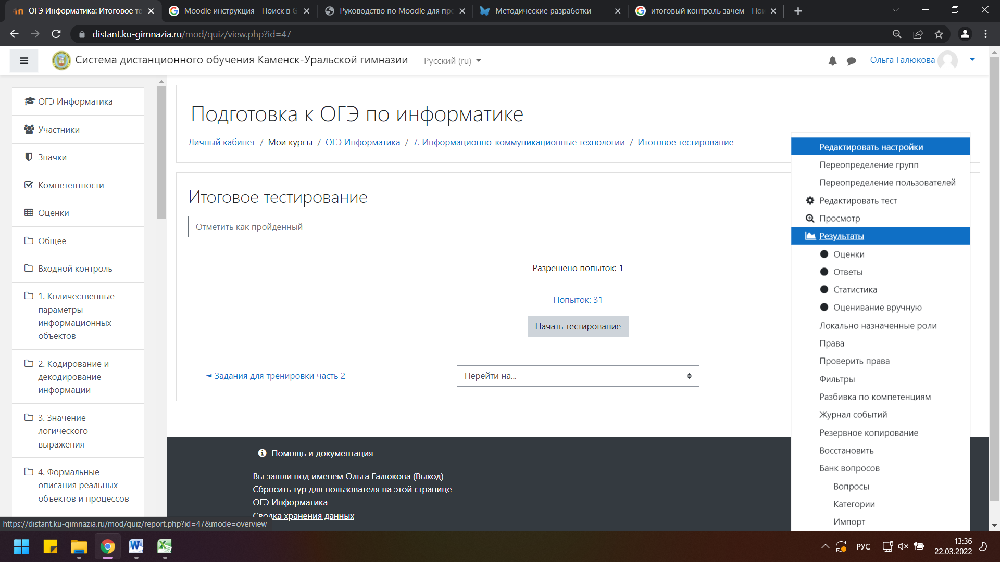 ОГЭ Информатика: Итоговое те
Moodle инструкция - Поиск в G
Руководство по Moodle для пре
Методические разработки
итоговый контроль зачем - Пои
distant.ku-gimnazia.ru/mod/quiz/view.php?id=47
Система дистанционного обучения Каменск-Уральской гимназии
Русский (ru)
Ольга Галюкова
ОГЭ Информатика
Участники
Значки
Компетентности
Оценки
Общее
Входной контроль
1. Количественные
параметры
информационных
объектов
2. Кодирование и
декодирование
информации
3. Значение
логического
выражения
4. Формальные
описания реальных
объектов и процессов
Подготовка к ОГЭ по информатике
Личный кабинет / Мои курсы / ОГЭ Информатика / 7. Информационно-коммуникационные технологии / Итоговое тестирование
Итоговое тестирование
Отметить как пройденный
Разрешено попыток: 1
Попыток: 31
Начать тестирование
◄ Задания для тренировки часть 2
Перейти на...
Редактировать настройки
Переопределение групп
Переопределение пользователей
Редактировать тест
Просмотр
Результаты
Оценки
Ответы
Статистика
Оценивание вручную
Локально назначенные роли
Права
Проверить права
Фильтры
Разбивка по компетенциям
Журнал событий
Резервное копирование
Восстановить
Банк вопросов
Вопросы
Категории
Импорт
Помощь и документация
Вы зашли под именем Ольга Галюкова (Выход)
Сбросить тур для пользователя на этой странице
ОГЭ Информатика
Сводка хранения данных
https://distant.ku-gimnazia.ru/mod/quiz/report.php?id=47&mode=overview
РУС
13:36
22.03.2022